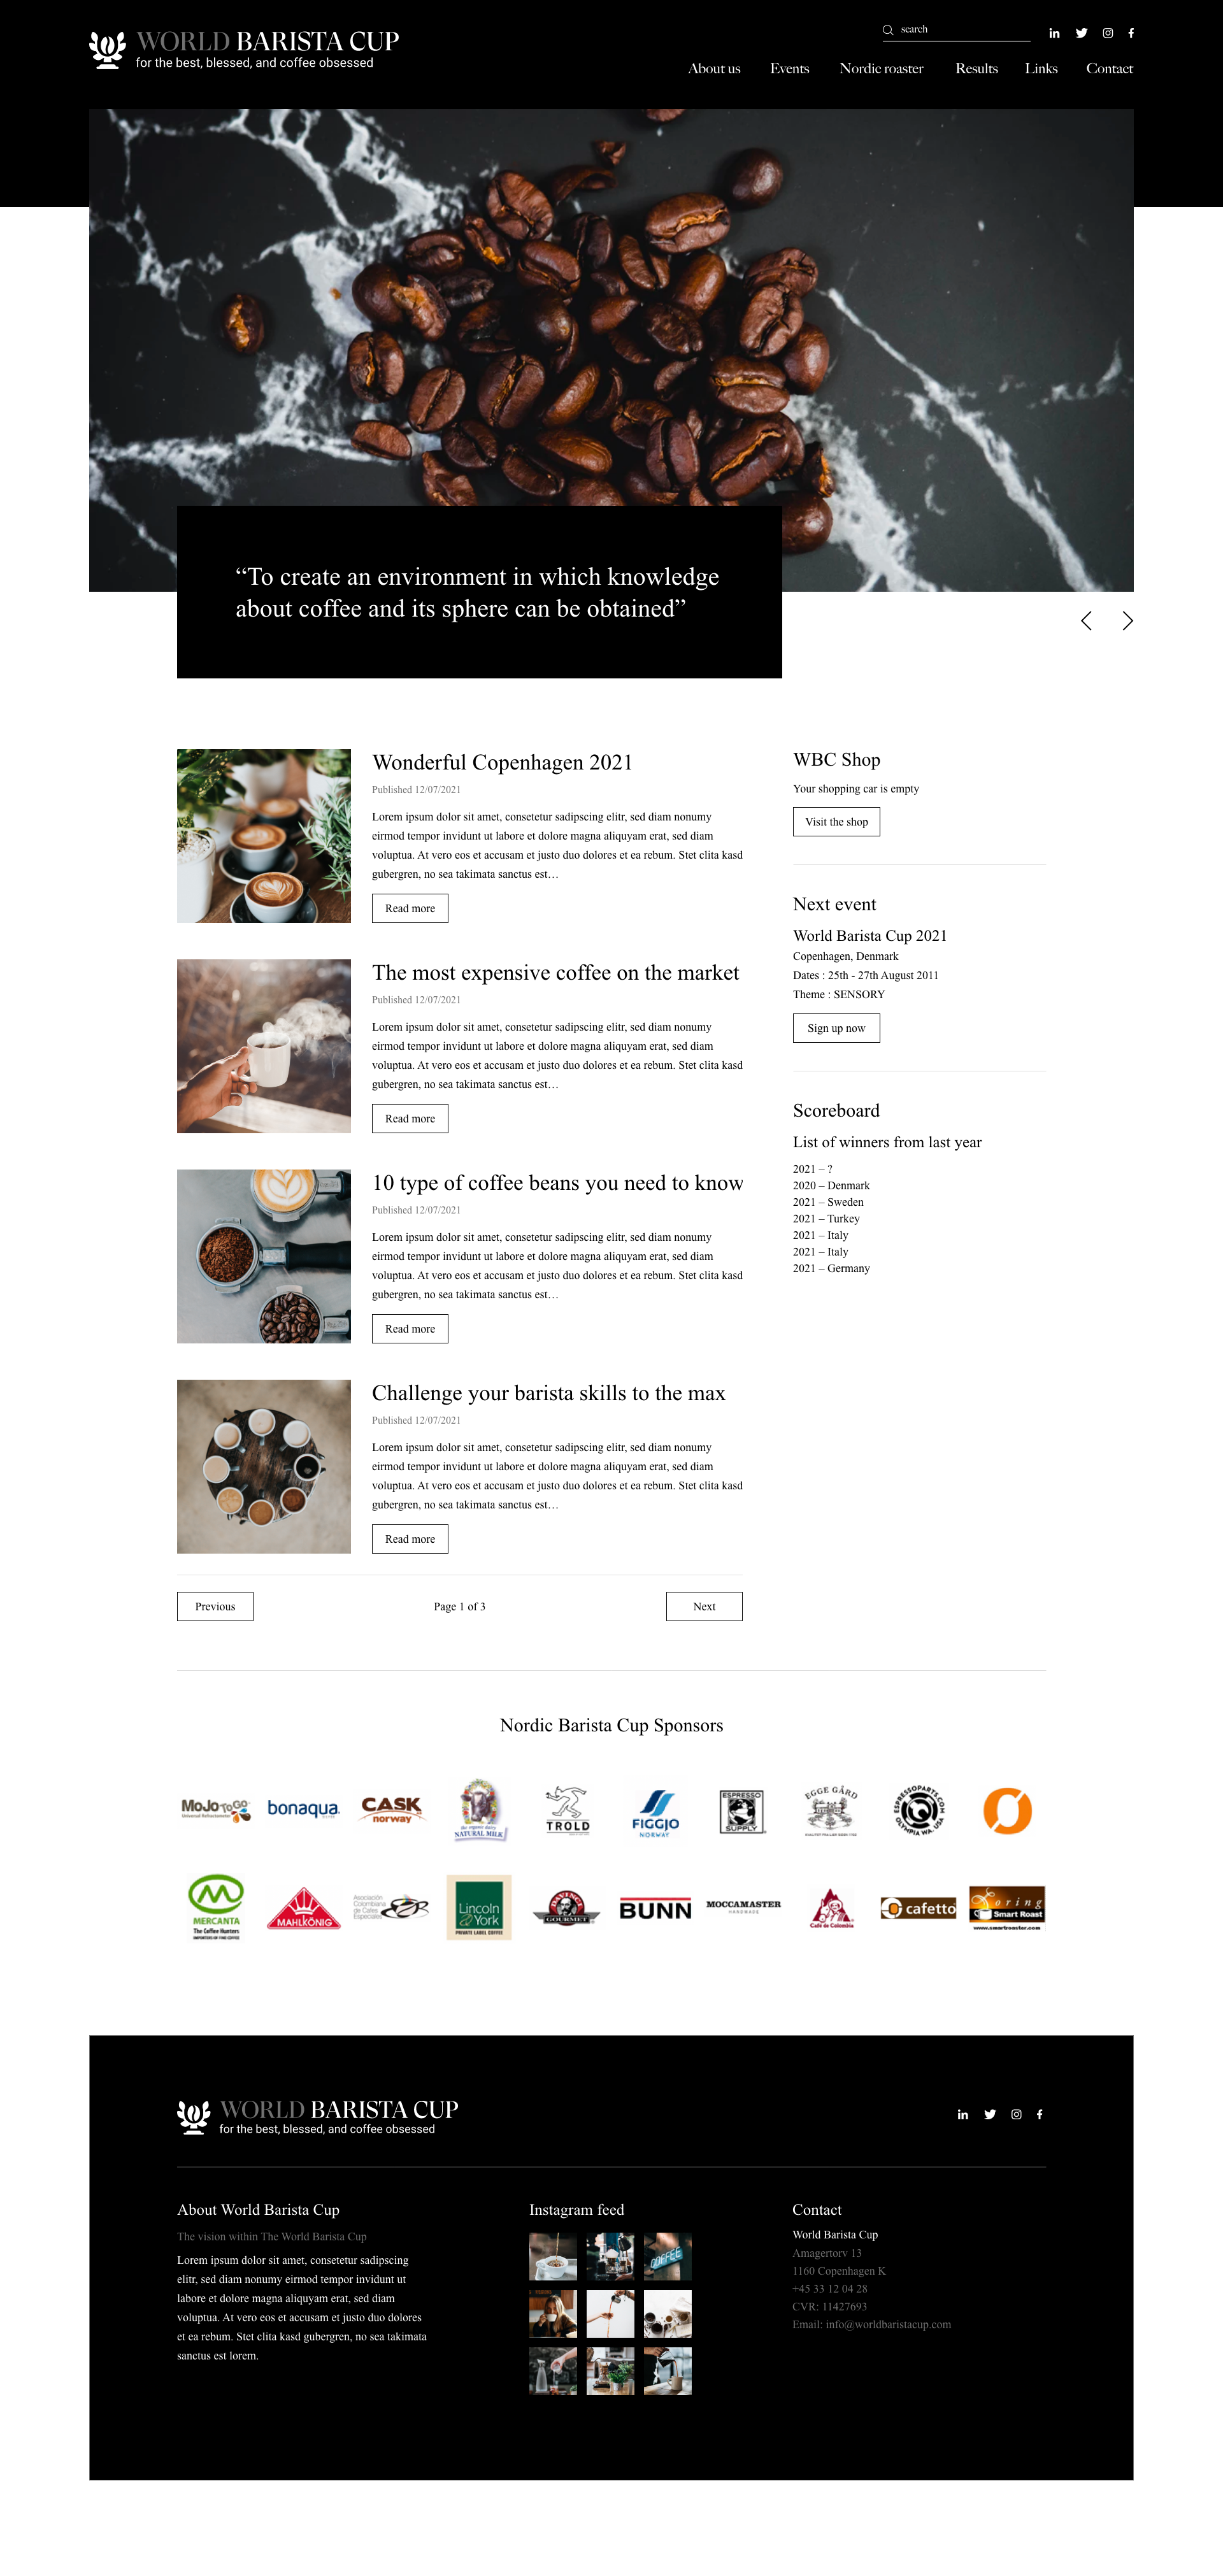 WORLD BARISTA CUP
for the best, blessed, and coffee obsessed
search
About us Events Nordic roaster Results Links Contact
“To create an environment in which knowledge
about coffee and its sphere can be obtained”
Wonderful Copenhagen 2021
Published 12/07/2021
Lorem ipsum dolor sit amet, consetetur sadipscing elitr, sed diam nonumy
eirmod tempor invidunt ut labore et dolore magna aliquyam erat, sed diam
voluptua. At vero eos et accusam et justo duo dolores et ea rebum. Stet clita kasd
gubergren, no sea takimata sanctus est…
Read more
The most expensive coffee on the market
Published 12/07/2021
Lorem ipsum dolor sit amet, consetetur sadipscing elitr, sed diam nonumy
eirmod tempor invidunt ut labore et dolore magna aliquyam erat, sed diam
voluptua. At vero eos et accusam et justo duo dolores et ea rebum. Stet clita kasd
gubergren, no sea takimata sanctus est…
Read more
10 type of coffee beans you need to know
Published 12/07/2021
Lorem ipsum dolor sit amet, consetetur sadipscing elitr, sed diam nonumy
eirmod tempor invidunt ut labore et dolore magna aliquyam erat, sed diam
voluptua. At vero eos et accusam et justo duo dolores et ea rebum. Stet clita kasd
gubergren, no sea takimata sanctus est…
Read more
Challenge your barista skills to the max
Published 12/07/2021
Lorem ipsum dolor sit amet, consetetur sadipscing elitr, sed diam nonumy
eirmod tempor invidunt ut labore et dolore magna aliquyam erat, sed diam
voluptua. At vero eos et accusam et justo duo dolores et ea rebum. Stet clita kasd
gubergren, no sea takimata sanctus est…
Read more
Previous Page 1 of 3 Next
WBC Shop
Your shopping car is empty
Visit the shop
Next event
World Barista Cup 2021
Copenhagen, Denmark
Dates : 25th - 27th August 2011
Theme : SENSORY
Sign up now
Scoreboard
List of winners from last year
2021 – ?
2020 – Denmark
2021 – Sweden
2021 – Turkey
2021 – Italy
2021 – Italy
2021 – Germany
Nordic Barista Cup Sponsors
MoJo ToGo
Universal Refractometer
bonaqua
CASK
norway
NATURAL MILK
TROLD
FIGGJO
NORWAY
ESPRESSO
SUPPLY
EGGE GÅRD
ESPRESSOPARTS.COM
OLYMPIA WA. USA
MERCANTA
The Coffee Hunters
IMPORTERS OF FINE COFFEE
MAHLKÖNIG
Asociación
Colombiana
de Cafés
Especiales
Lincoln
& York
PRIVATE LABEL COFFEE
DAVINCI
GOURMET
BUNN
MOCCAMASTER
HANDMADE
Café de Colombia
cafetto
Loring
Smart Roast
www.smartroaster.com
WORLD BARISTA CUP
for the best, blessed, and coffee obsessed
About World Barista Cup
The vision within The World Barista Cup
Lorem ipsum dolor sit amet, consetetur sadipscing
elitr, sed diam nonumy eirmod tempor invidunt ut
labore et dolore magna aliquyam erat, sed diam
voluptua. At vero eos et accusam et justo duo dolores
et ea rebum. Stet clita kasd gubergren, no sea takimata
sanctus est lorem.
Instagram feed
COFFEE
Contact
World Barista Cup
Amagertorv 13
1160 Copenhagen K
+45 33 12 04 28
CVR: 11427693
Email: info@worldbaristacup.com